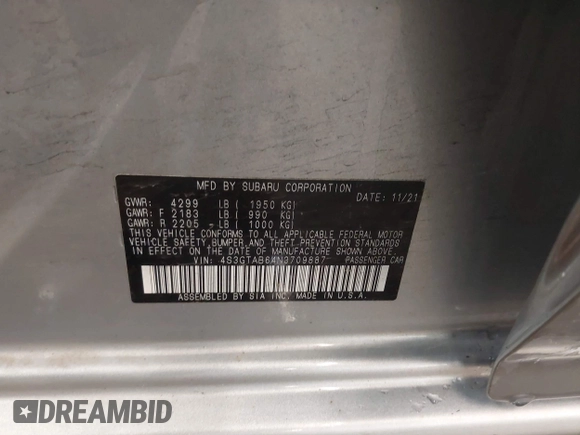 MFD BY SUBARU CORPORATION DATE: 11/21
GVWR: 4299 LB ( 1950 KG)
GAWR: F 2183 LB ( 990 KG)
GAWR: R 2205 LB ( 1000 KG)
THIS VEHICLE CONFORMS TO ALL APPLICABLE FEDERAL MOTOR
VEHICLE SAFETY, BUMPER, AND THEFT PREVENTION STANDARDS
IN EFFECT ON THE DATE OF MANUFACTURE SHOWN ABOVE.
VIN: 4S3GTAB64N3709887 PASSENGER CAR
ASSEMBLED BY SIA INC. MADE IN U.S.A.
DREAMBID